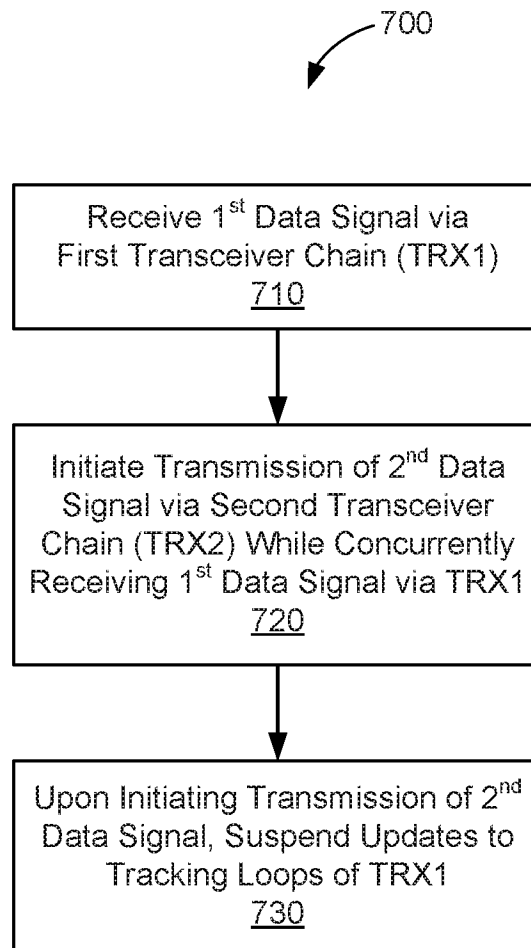 700
Receive 1st Data Signal via
First Transceiver Chain (TRX1)
710
Initiate Transmission of 2nd Data
Signal via Second Transceiver
Chain (TRX2) While Concurrently
Receiving 1st Data Signal via TRX1
720
Upon Initiating Transmission of 2nd
Data Signal, Suspend Updates to
Tracking Loops of TRX1
730